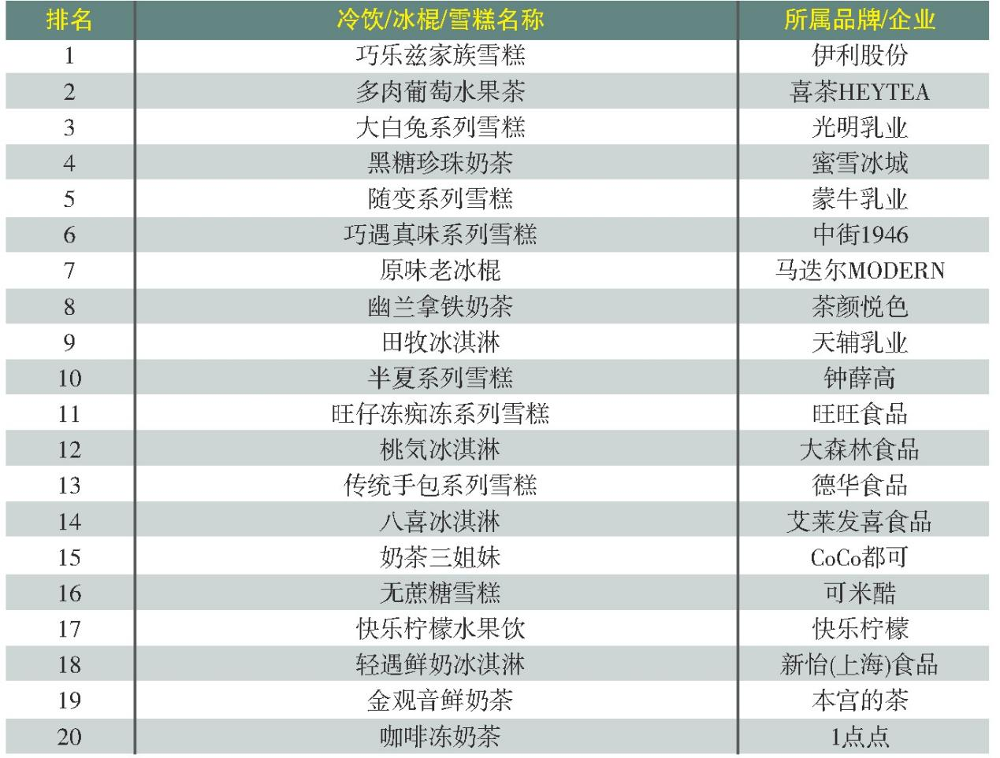 排名 冷饮/冰棍/雪糕名称 所属品牌/企业
1 巧乐兹家族雪糕 伊利股份
2 多肉葡萄水果茶 喜茶HEYTEA
3 大白兔系列雪糕 光明乳业
4 黑糖珍珠奶茶 蜜雪冰城
5 随变系列雪糕 蒙牛乳业
6 巧遇真味系列雪糕 中街1946
7 原味老冰棍 马迭尔MODERN
8 幽兰拿铁奶茶 茶颜悦色
9 田牧冰淇淋 天辅乳业
10 半夏系列雪糕 钟薛高
11 旺仔冻痴冻系列雪糕 旺旺食品
12 桃気冰淇淋 大森林食品
13 传统手包系列雪糕 德华食品
14 八喜冰淇淋 艾莱发喜食品
15 奶茶三姐妹 CoCo都可
16 无蔗糖雪糕 可米酷
17 快乐柠檬水果饮 快乐柠檬
18 轻遇鲜奶冰淇淋 新怡(上海)食品
19 金观音鲜奶茶 本宫的茶
20 咖啡冻奶茶 1点点